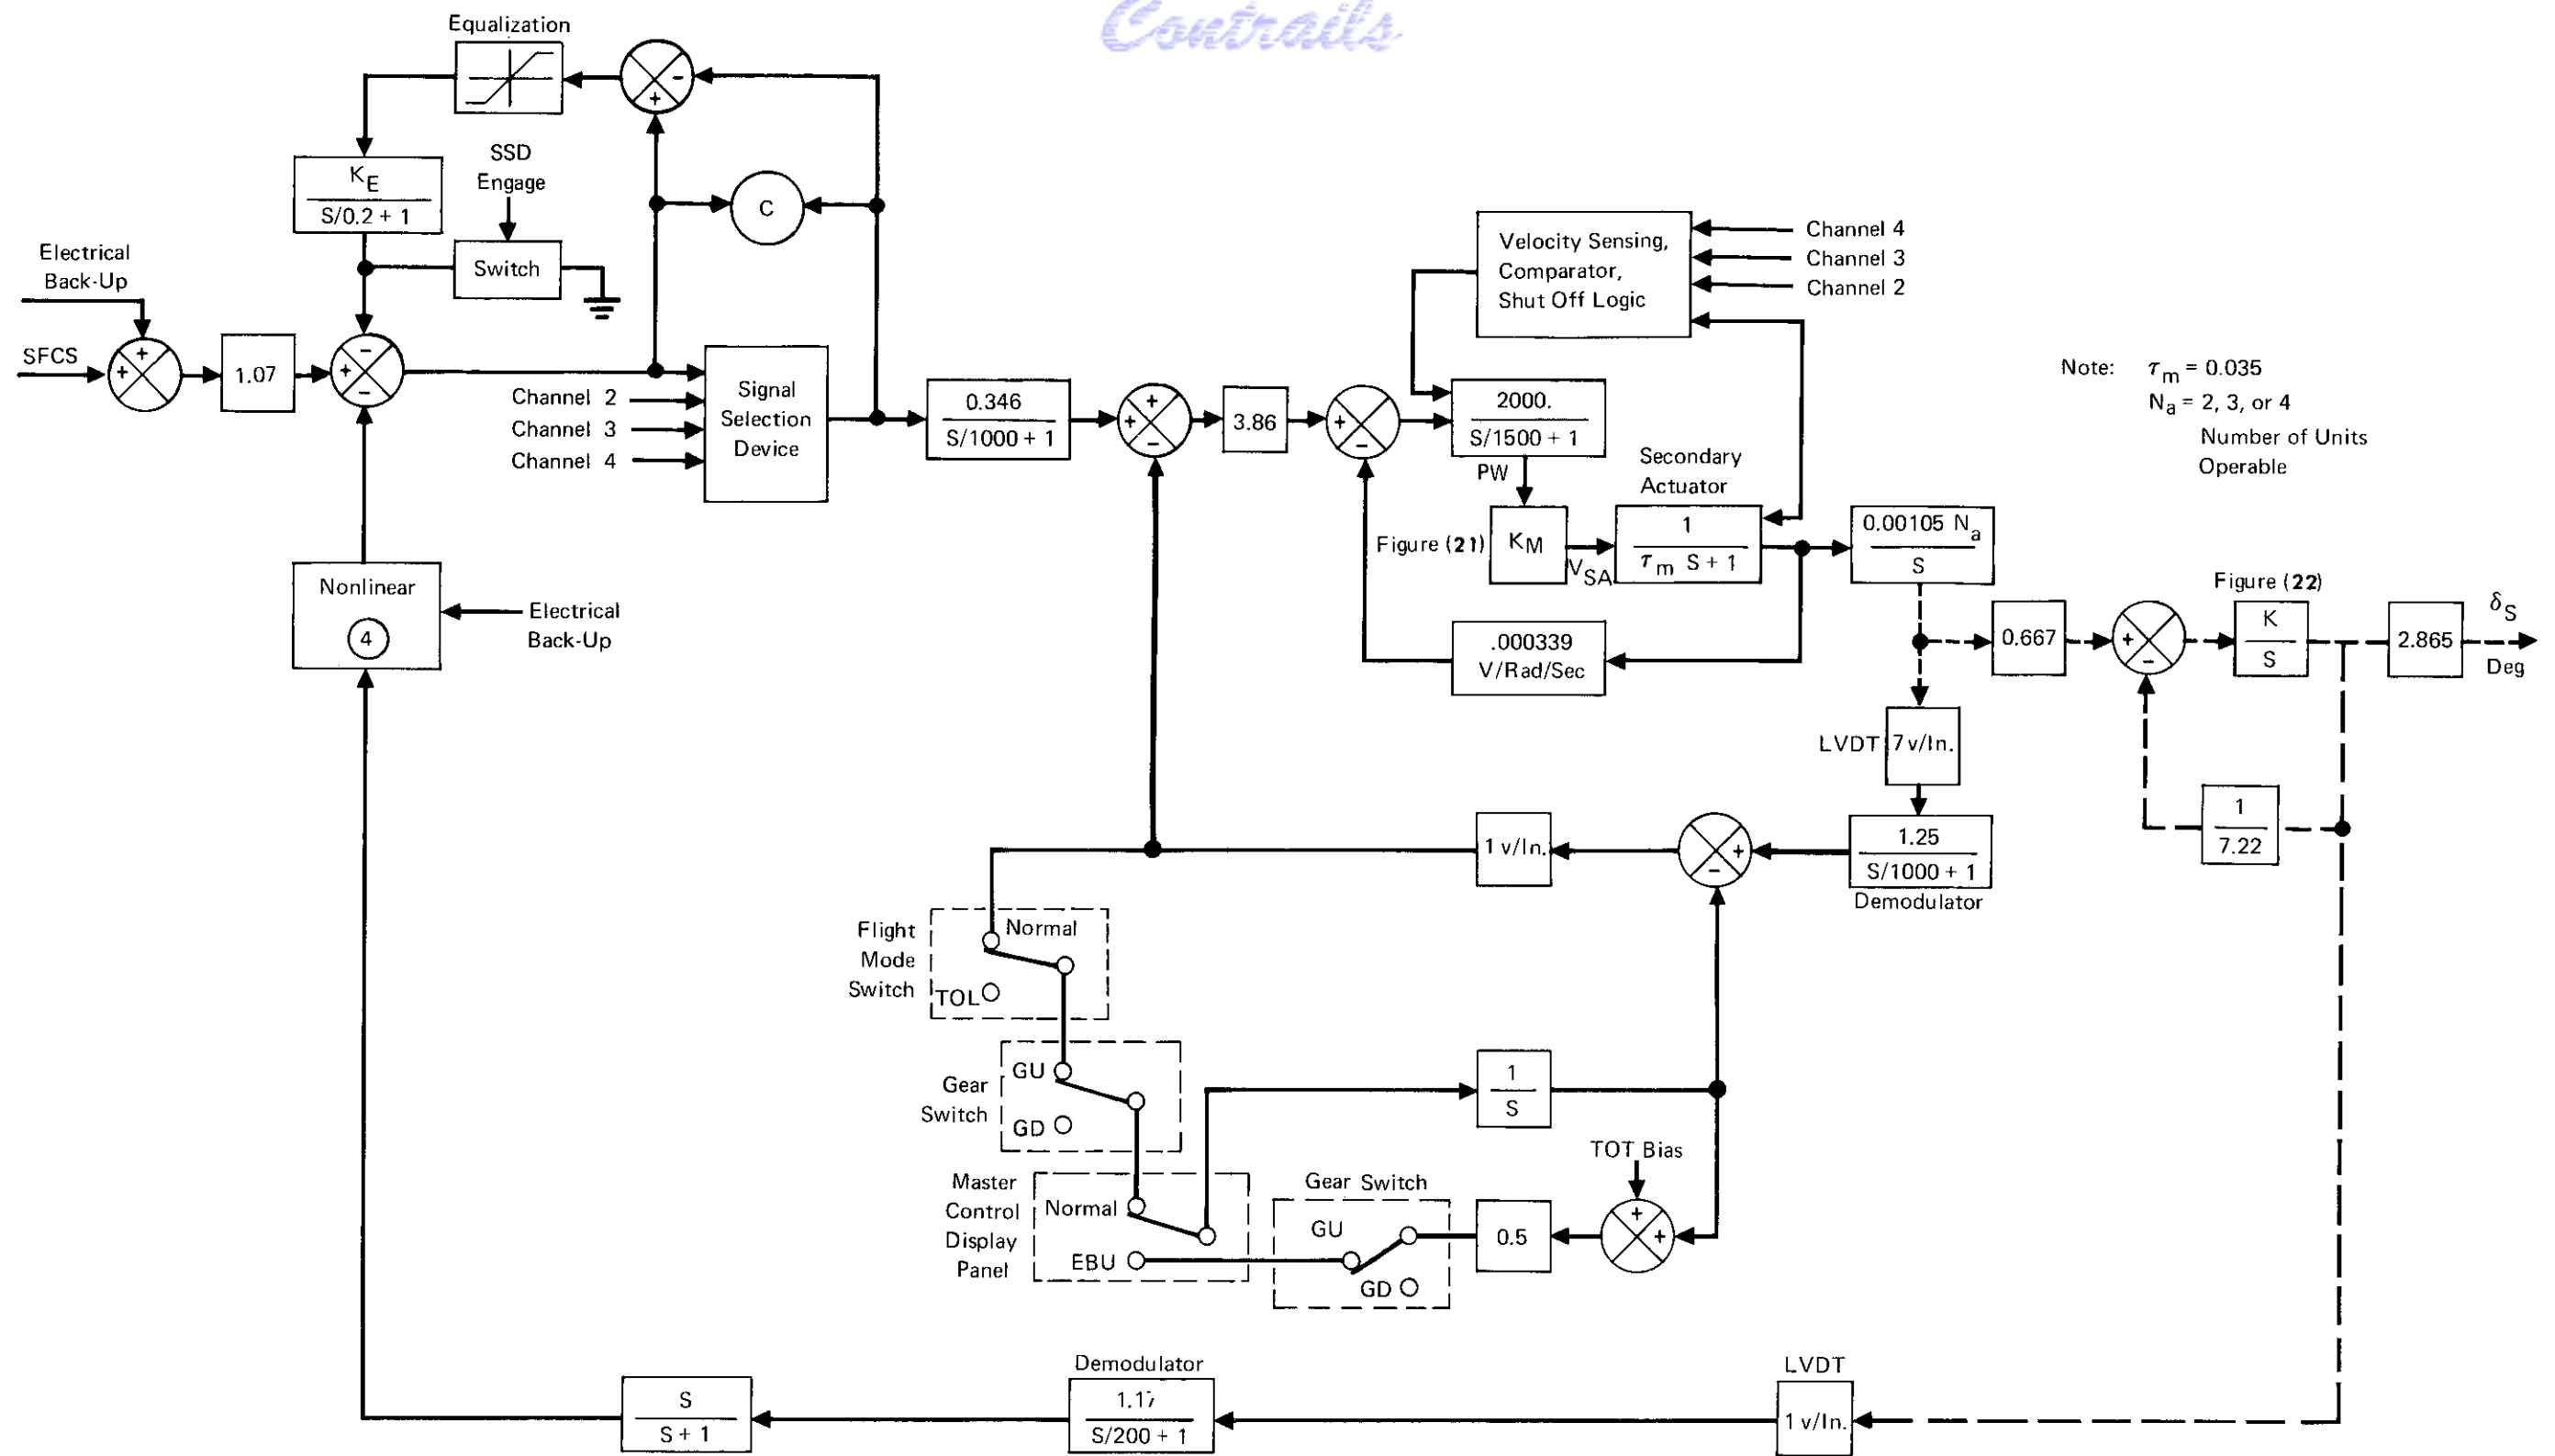 Contrails
Equalization
-
+
K_E
S/0.2 + 1
SSD
Engage
Switch
C
Electrical
Back-Up
SFCS
+
+
1.07
-
+
-
Channel 2
Channel 3
Channel 4
Signal
Selection
Device
0.346
S/1000 + 1
+
+
-
3.86
+
-
2000.
S/1500 + 1
PW
Velocity Sensing,
Comparator,
Shut Off Logic
Channel 4
Channel 3
Channel 2
Figure (21)
K_M
V_SA
Secondary
Actuator
1
τ_m S + 1
0.00105 N_a
S
.000339
V/Rad/Sec
Note: τ_m = 0.035
N_a = 2, 3, or 4
Number of Units
Operable
0.667
+
-
Figure (22)
K
S
2.865
δ_S
Deg
1
7.22
LVDT
7 v/In.
1.25
S/1000 + 1
Demodulator
+
-
1 v/In.
Nonlinear
4
Electrical
Back-Up
Flight
Mode
Switch
Normal
TOL
Gear
Switch
GU
GD
1
S
Master
Control
Display
Panel
Normal
EBU
Gear Switch
GU
GD
0.5
TOT Bias
+
+
S
S + 1
Demodulator
S/200 + 1
LVDT
1 v/In.